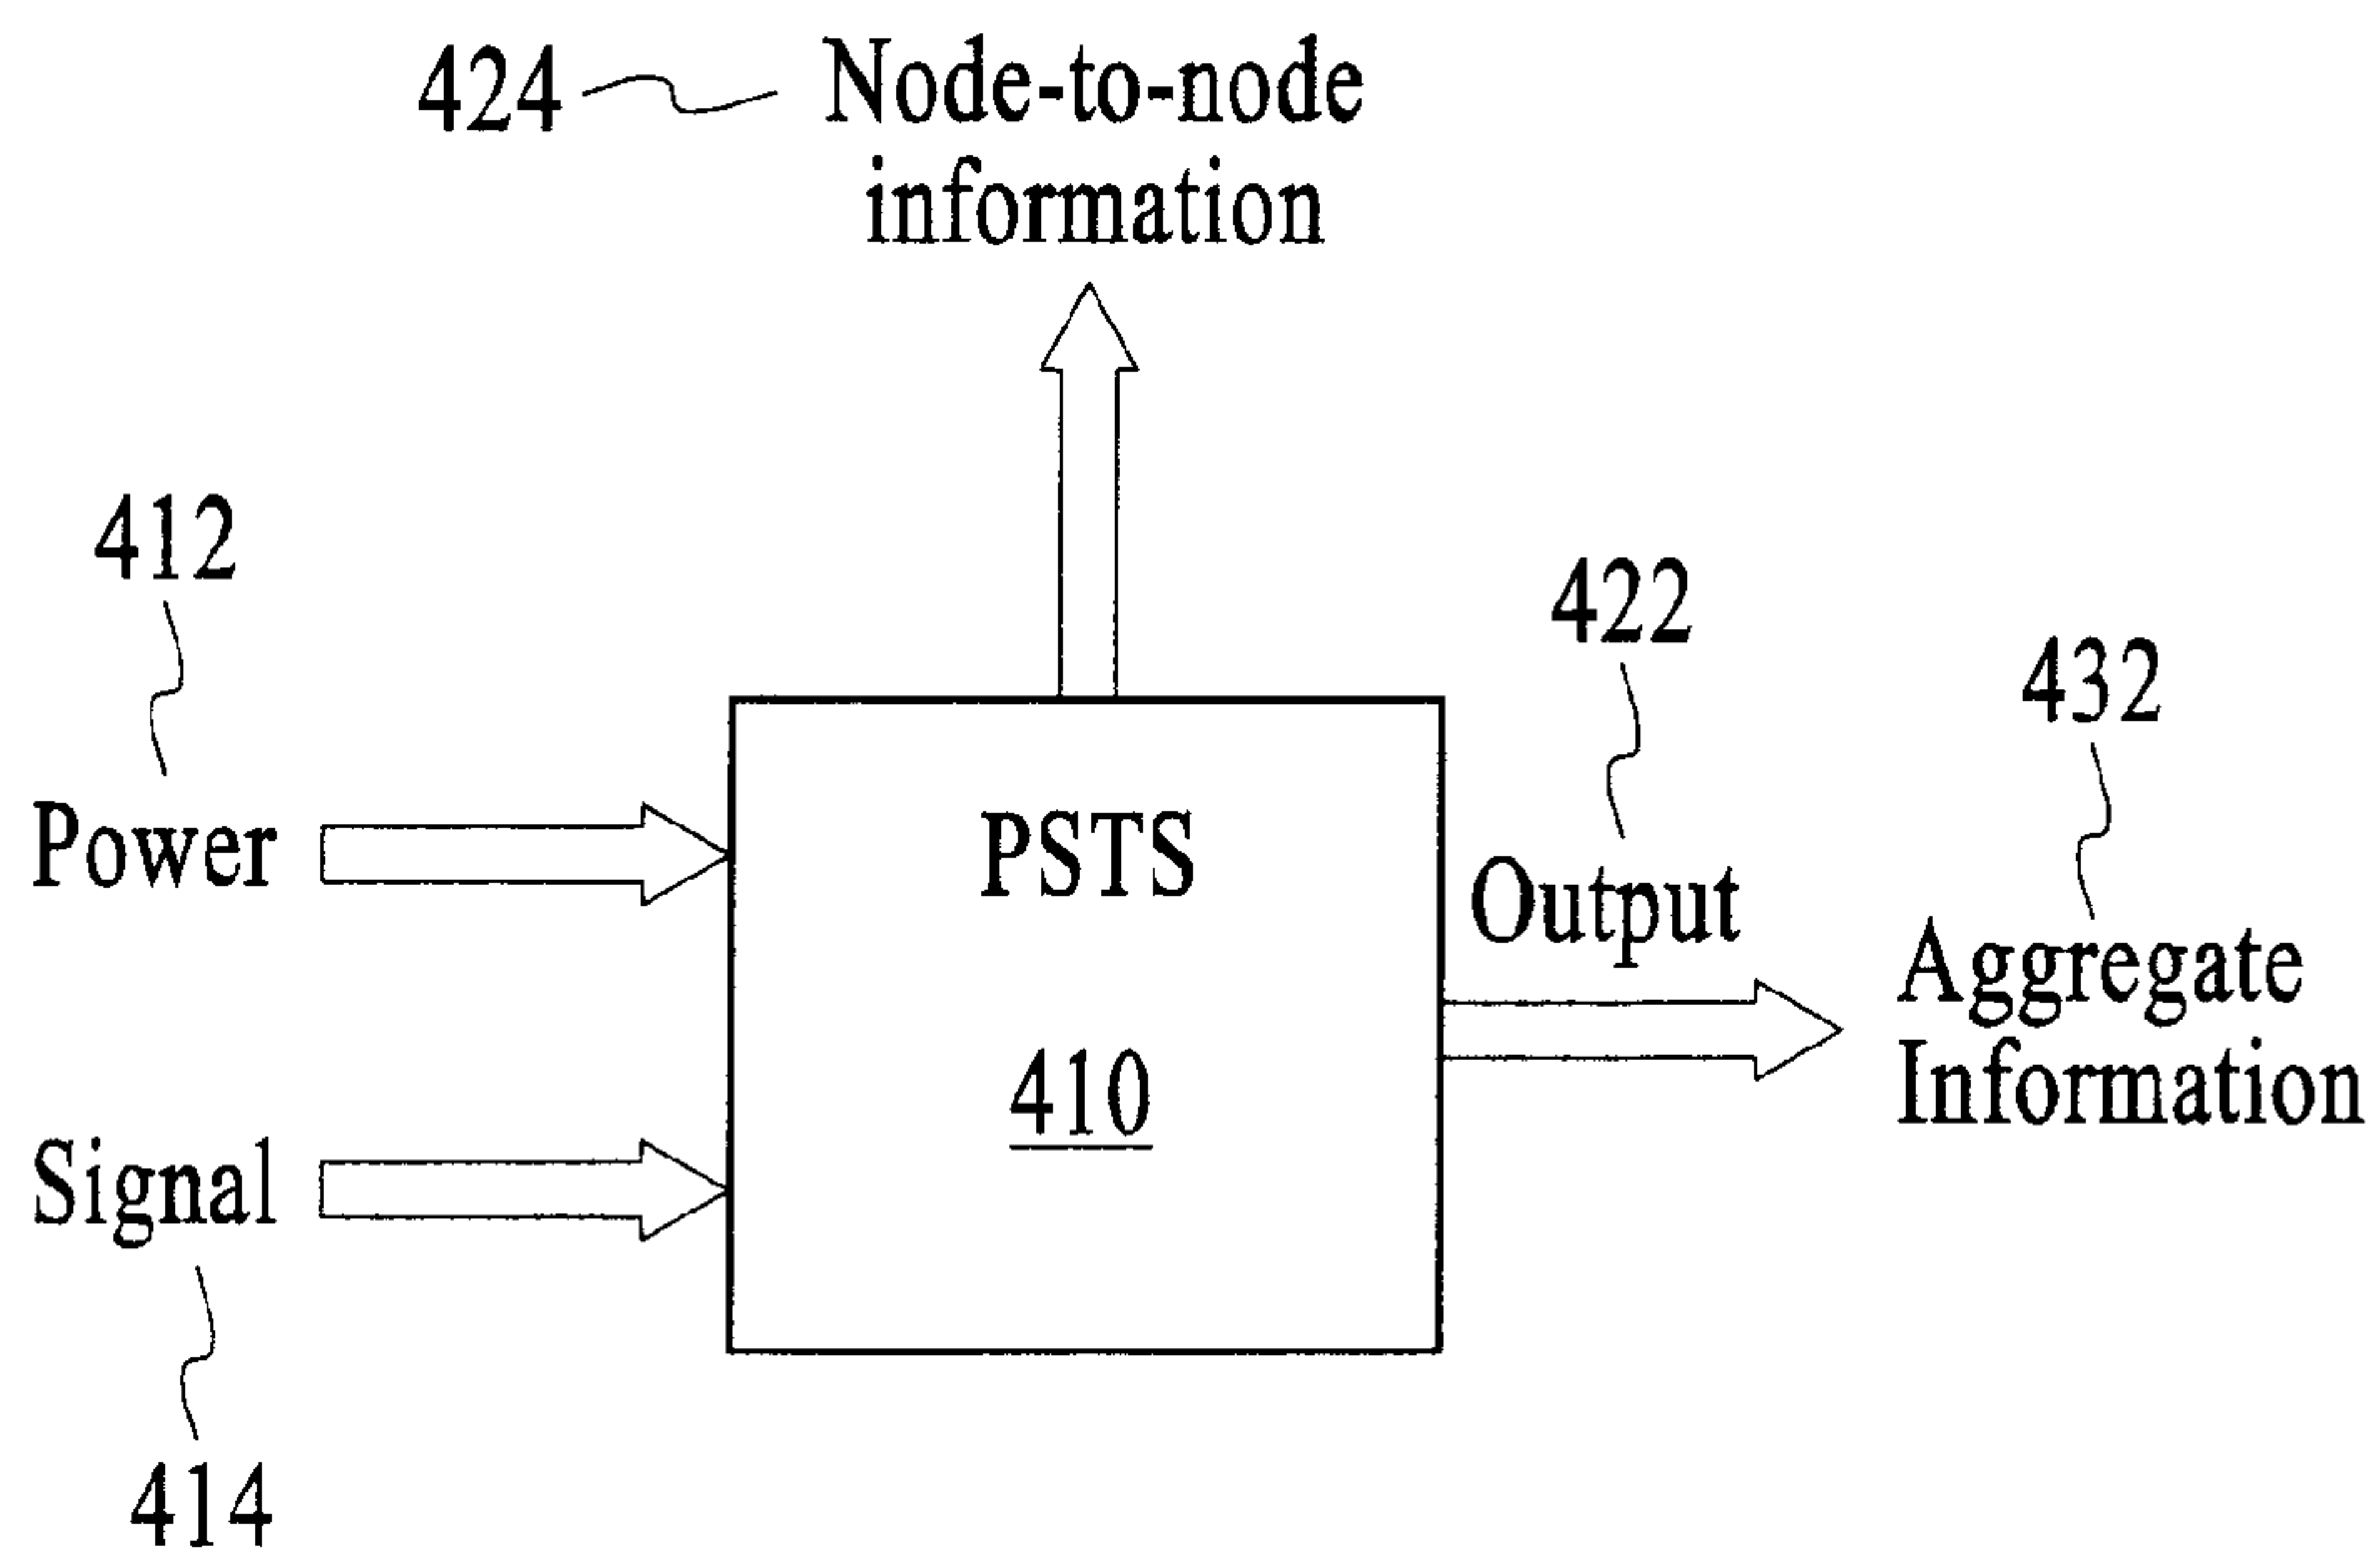 424 Node-to-node
information
412
422
432
Power
PSTS
Output
Aggregate
Information
410
Signal
414